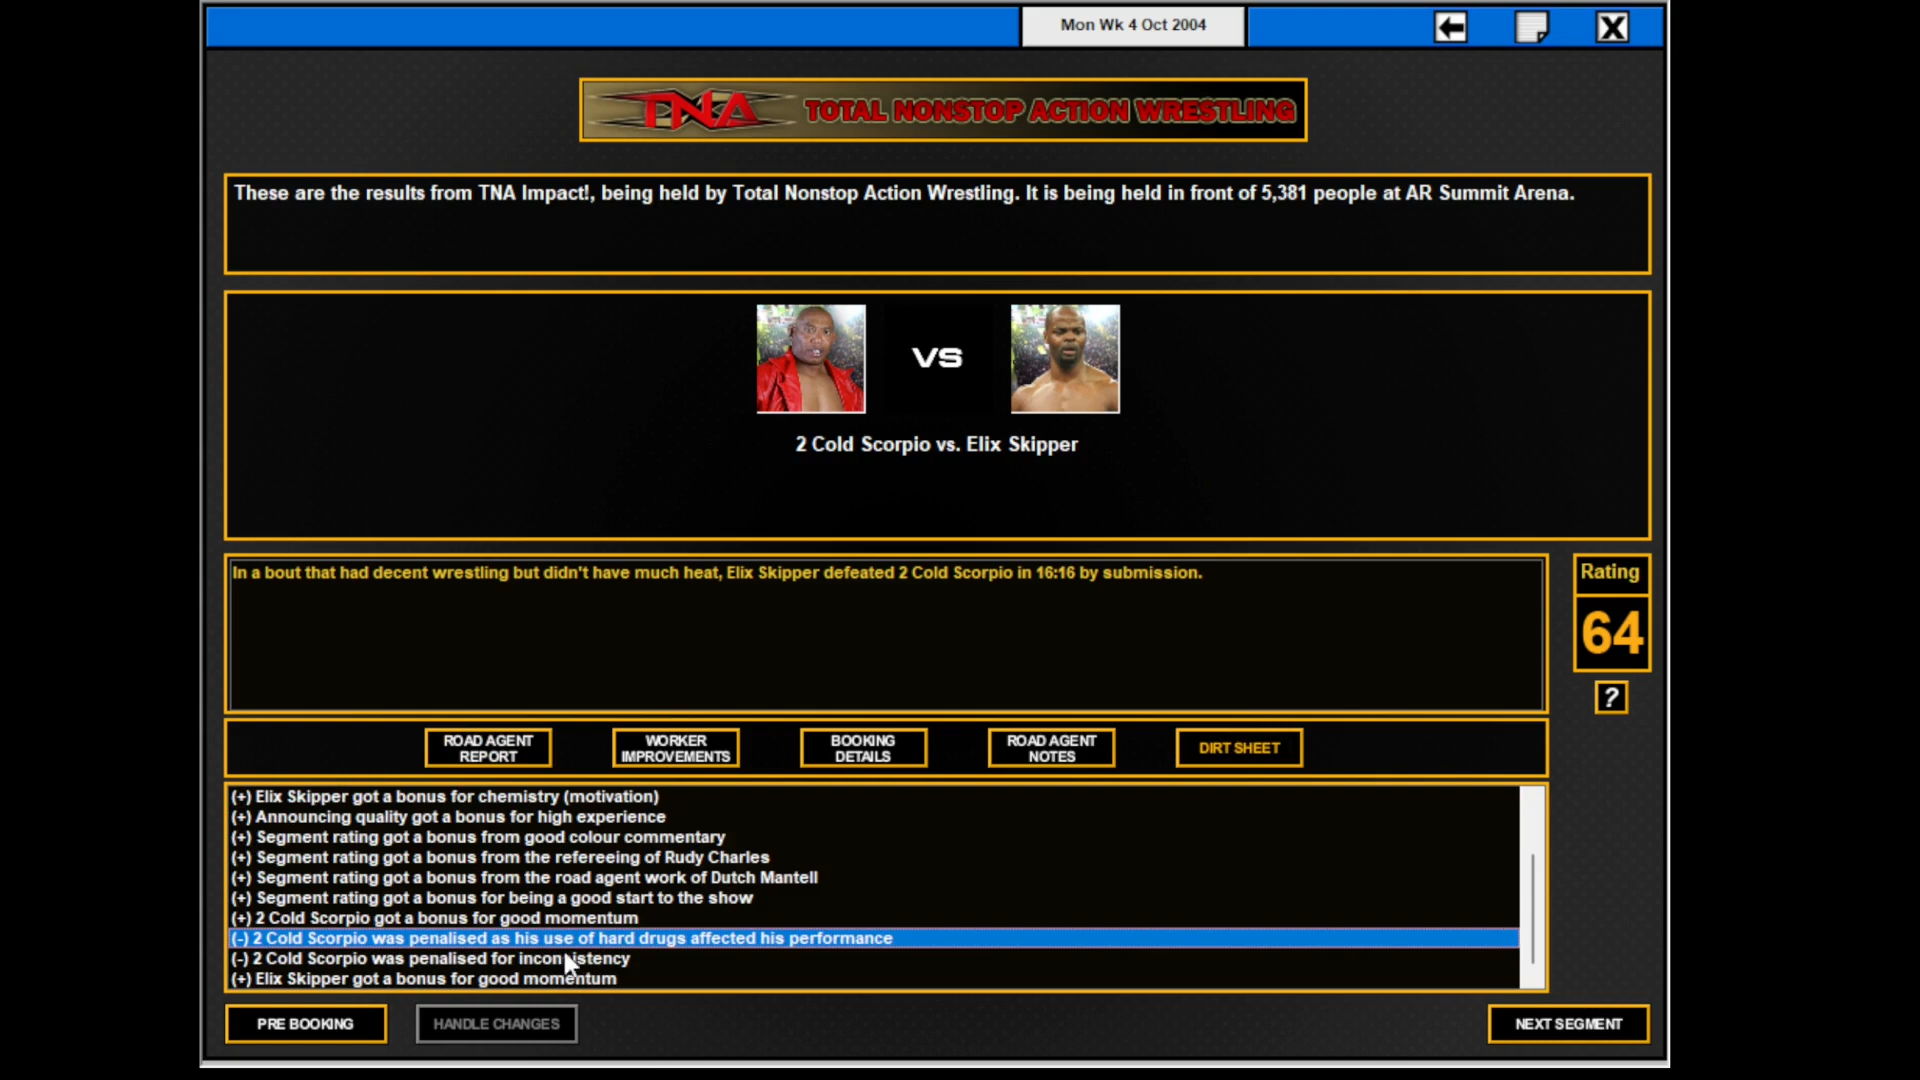 Mon Wk 4 Oct 2004
TNA TOTAL NONSTOP ACTION WRESTLING
These are the results from TNA Impact!, being held by Total Nonstop Action Wrestling. It is being held in front of 5,381 people at AR Summit Arena.
VS
2 Cold Scorpio vs. Elix Skipper
In a bout that had decent wrestling but didn't have much heat, Elix Skipper defeated 2 Cold Scorpio in 16:16 by submission.
Rating
64
?
ROAD AGENT REPORT
WORKER IMPROVEMENTS
BOOKING DETAILS
ROAD AGENT NOTES
DIRT SHEET
(+) Elix Skipper got a bonus for chemistry (motivation)
(+) Announcing quality got a bonus for high experience
(+) Segment rating got a bonus from good colour commentary
(+) Segment rating got a bonus from the refereeing of Rudy Charles
(+) Segment rating got a bonus from the road agent work of Dutch Mantell
(+) Segment rating got a bonus for being a good start to the show
(+) 2 Cold Scorpio got a bonus for good momentum
(-) 2 Cold Scorpio was penalised as his use of hard drugs affected his performance
(-) 2 Cold Scorpio was penalised for inconsistency
(+) Elix Skipper got a bonus for good momentum
PRE BOOKING
HANDLE CHANGES
NEXT SEGMENT